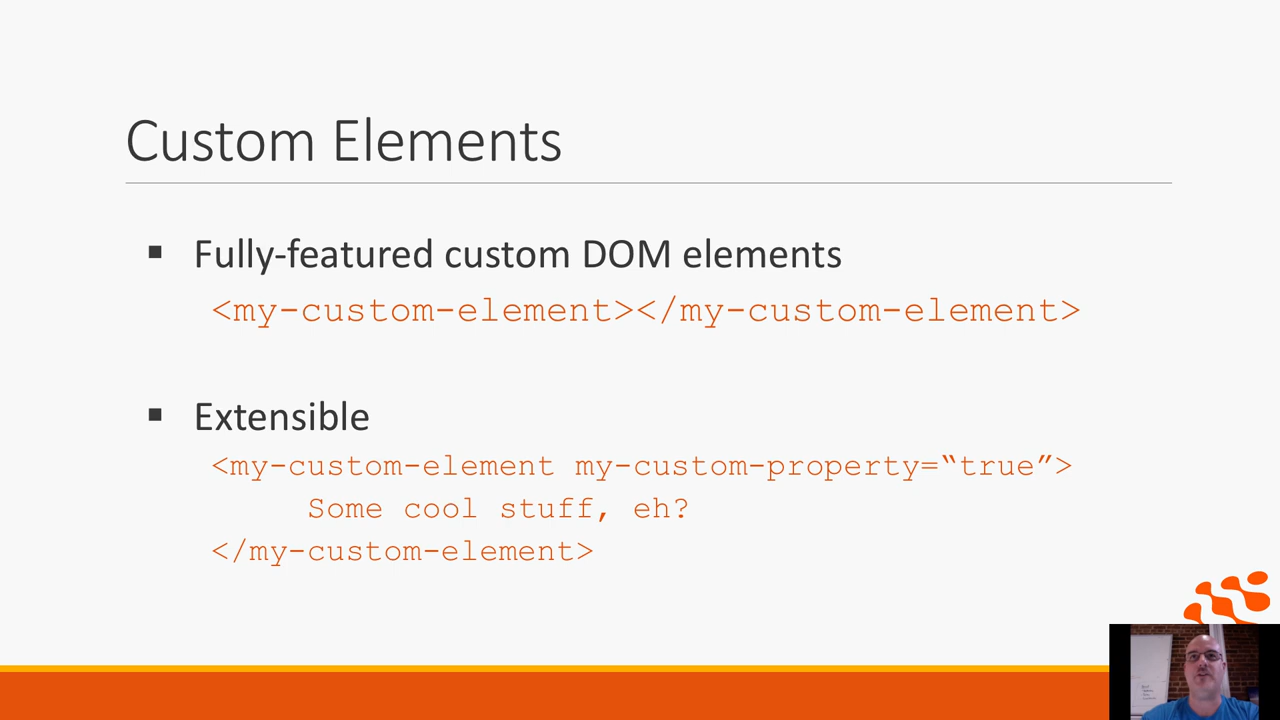 Custom Elements
▪ Fully-featured custom DOM elements
<my-custom-element></my-custom-element>
▪ Extensible
<my-custom-element my-custom-property=“true”>
Some cool stuff, eh?
</my-custom-element>